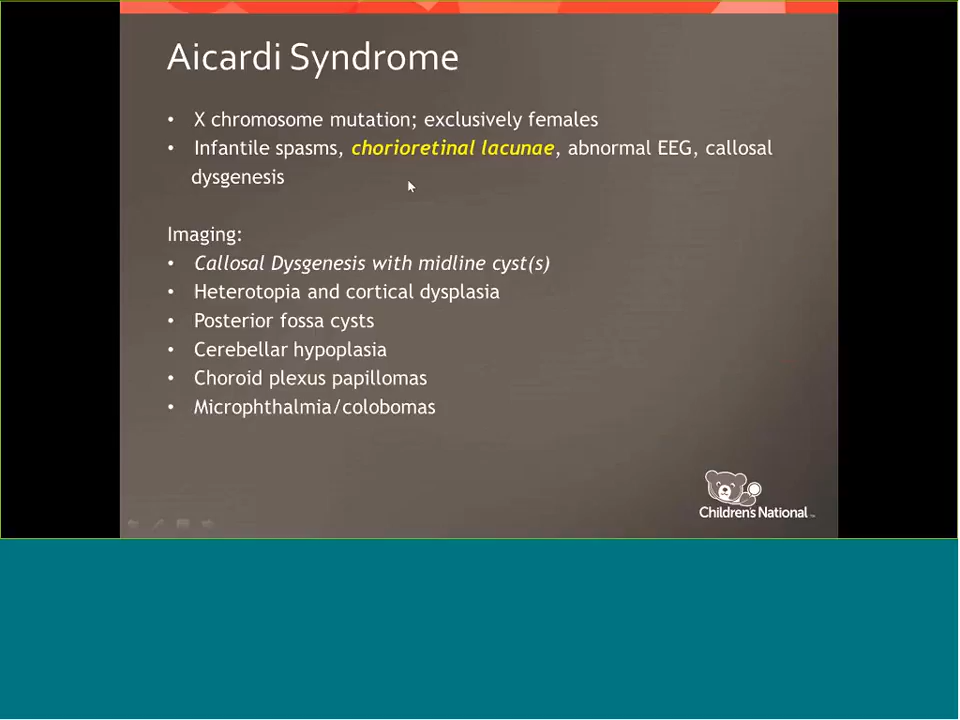 Aicardi Syndrome
• X chromosome mutation; exclusively females
• Infantile spasms, chorioretinal lacunae, abnormal EEG, callosal
dysgenesis
Imaging:
• Callosal Dysgenesis with midline cyst(s)
• Heterotopia and cortical dysplasia
• Posterior fossa cysts
• Cerebellar hypoplasia
• Choroid plexus papillomas
• Microphthalmia/colobomas
Children's National